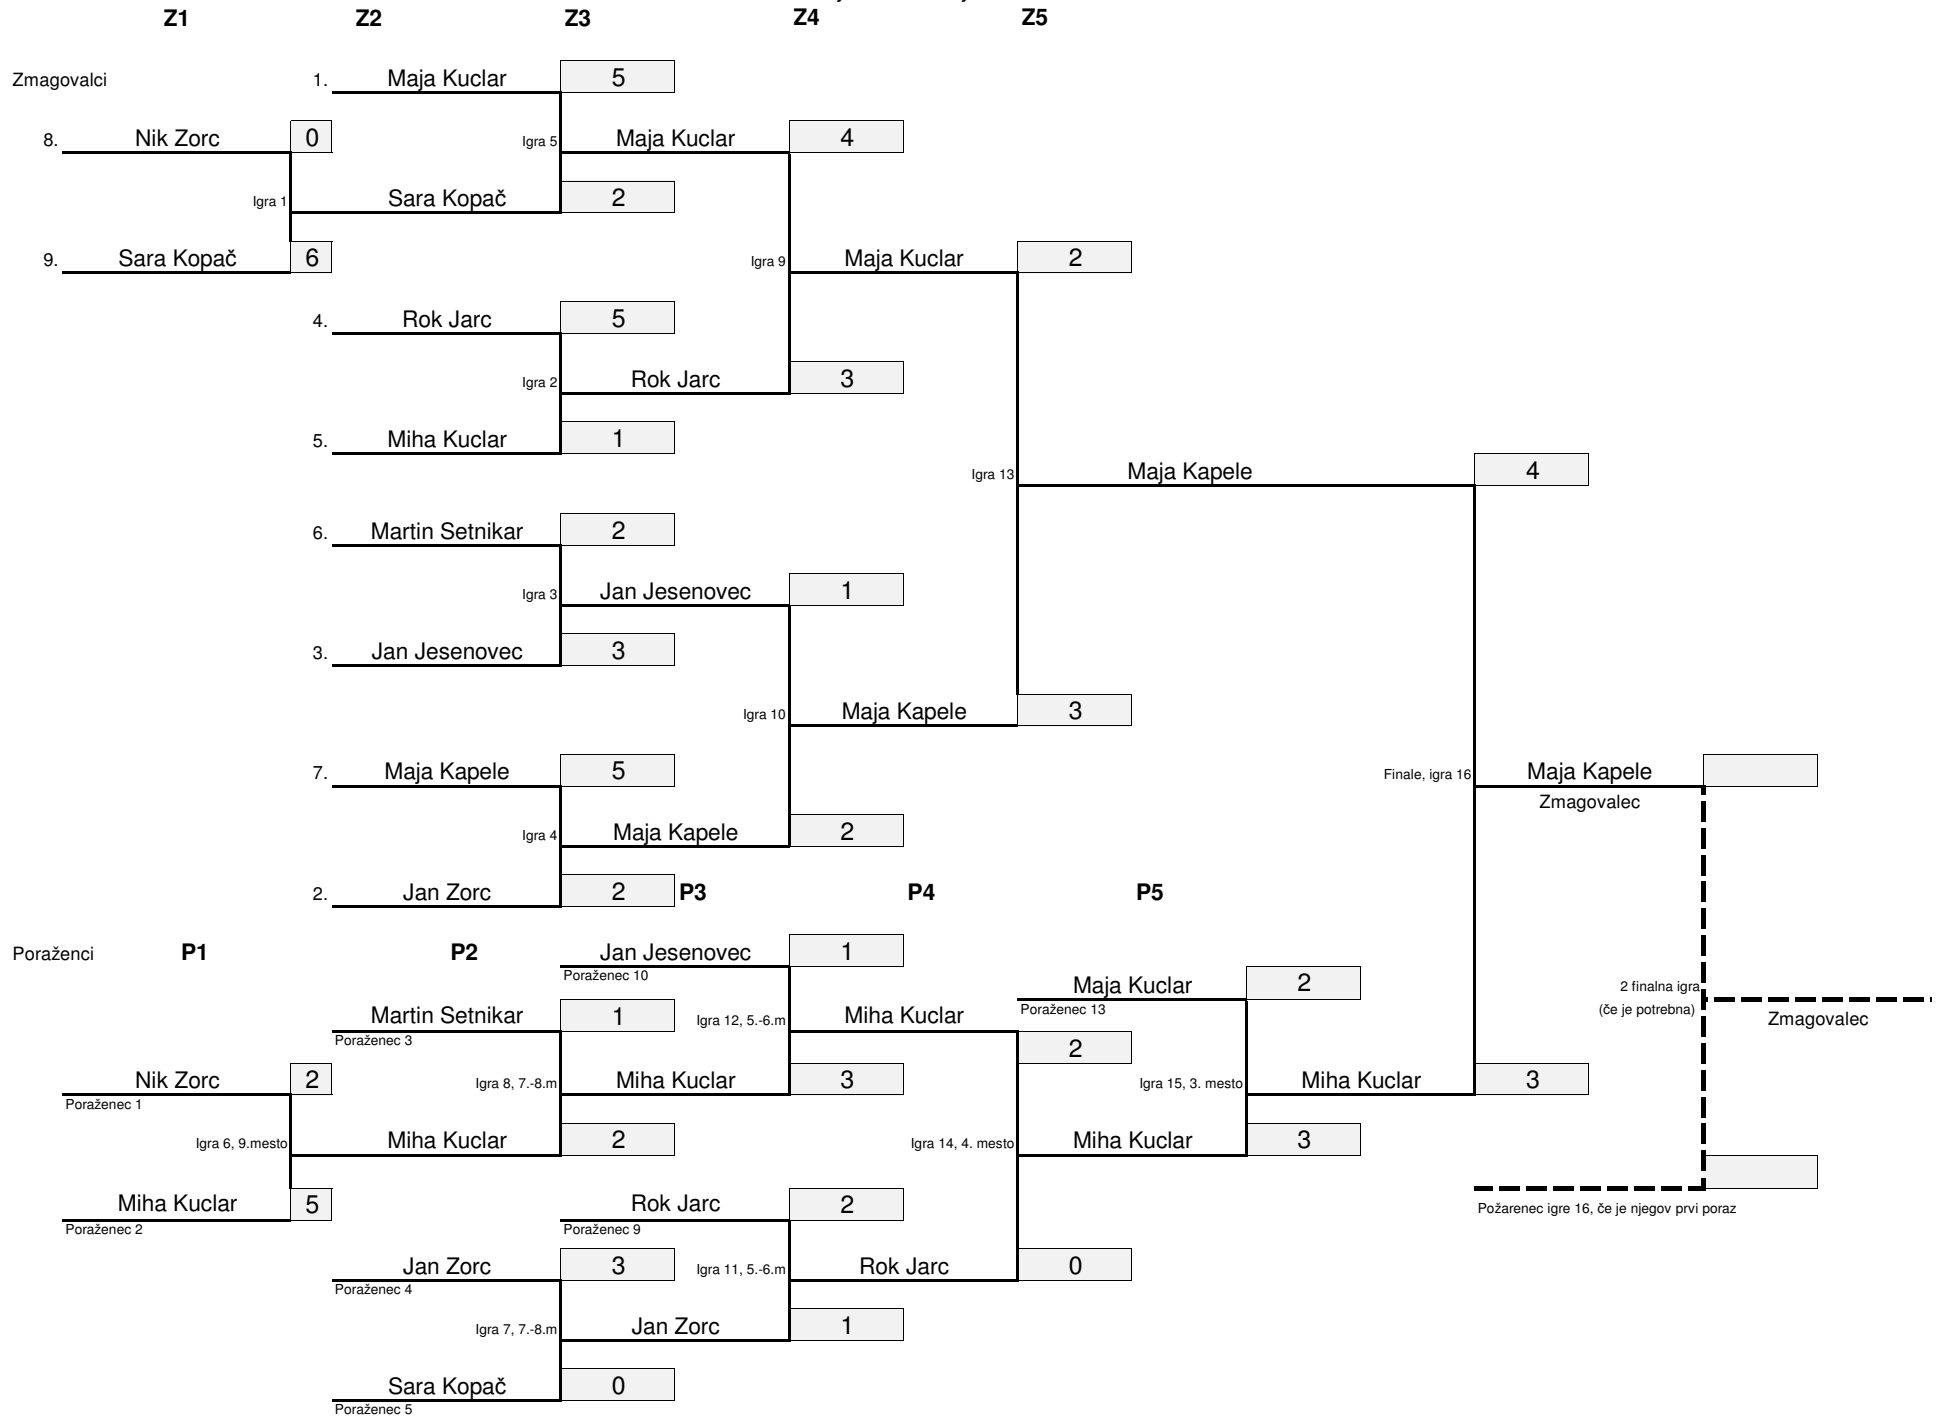 Z1 Z2 Z3 Z4 Z5
Zmagovalci 1. Maja Kuclar 5
8. Nik Zorc 0 Igra 5 Maja Kuclar 4
Igra 1 Sara Kopač 2
9. Sara Kopač 6 Igra 9 Maja Kuclar 2
4. Rok Jarc 5
Igra 2 Rok Jarc 3
5. Miha Kuclar 1
Igra 13 Maja Kapele 4
6. Martin Setnikar 2
Igra 3 Jan Jesenovec 1
3. Jan Jesenovec 3
Igra 10 Maja Kapele 3
7. Maja Kapele 5 Finale, igra 16 Maja Kapele
Zmagovalec
Igra 4 Maja Kapele 2
2. Jan Zorc 2 P3 P4 P5
Poraženci P1 P2 Jan Jesenovec 1
Poraženec 10
Maja Kuclar 2 2 finalna igra
Poraženec 13 (če je potrebna)
Martin Setnikar 1 Igra 12, 5.-6.m Miha Kuclar Zmagovalec
Poraženec 3 2
Nik Zorc 2 Igra 8, 7.-8.m Miha Kuclar 3 Igra 15, 3. mesto Miha Kuclar 3
Poraženec 1
Igra 6, 9.mesto Miha Kuclar 2 Igra 14, 4. mesto Miha Kuclar 3
Miha Kuclar 5 Rok Jarc 2 Požarenec igre 16, če je njegov prvi poraz
Poraženec 2 Poraženec 9
Jan Zorc 3 Igra 11, 5.-6.m Rok Jarc 0
Poraženec 4
Igra 7, 7.-8.m Jan Zorc 1
Sara Kopač 0
Poraženec 5